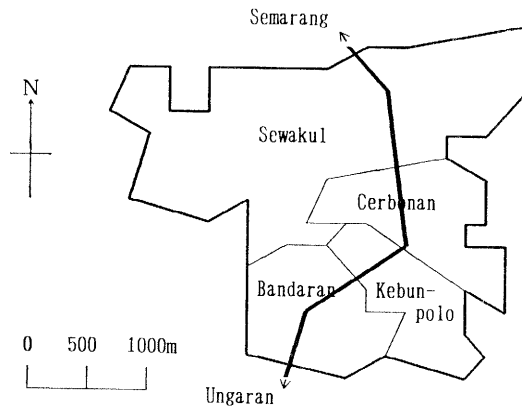 Semarang
N
Sewakul
Cerbonan
Bandaran
Kebun-
polo
0 500 1000m
Ungaran